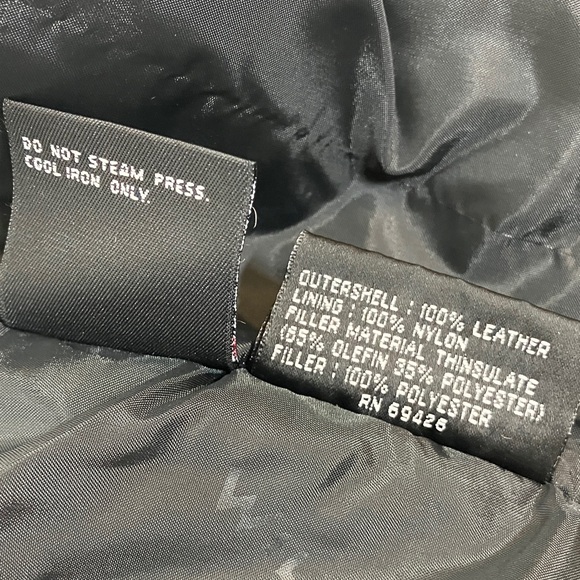 DO NOT STEAM PRESS.
COOL IRON ONLY.
OUTERSHELL : 100% LEATHER
LINING : 100% NYLON
FILLER MATERIAL THINSULATE
(65% OLEFIN 35% POLYESTER)
FILLER : 100% POLYESTER
RN 69426